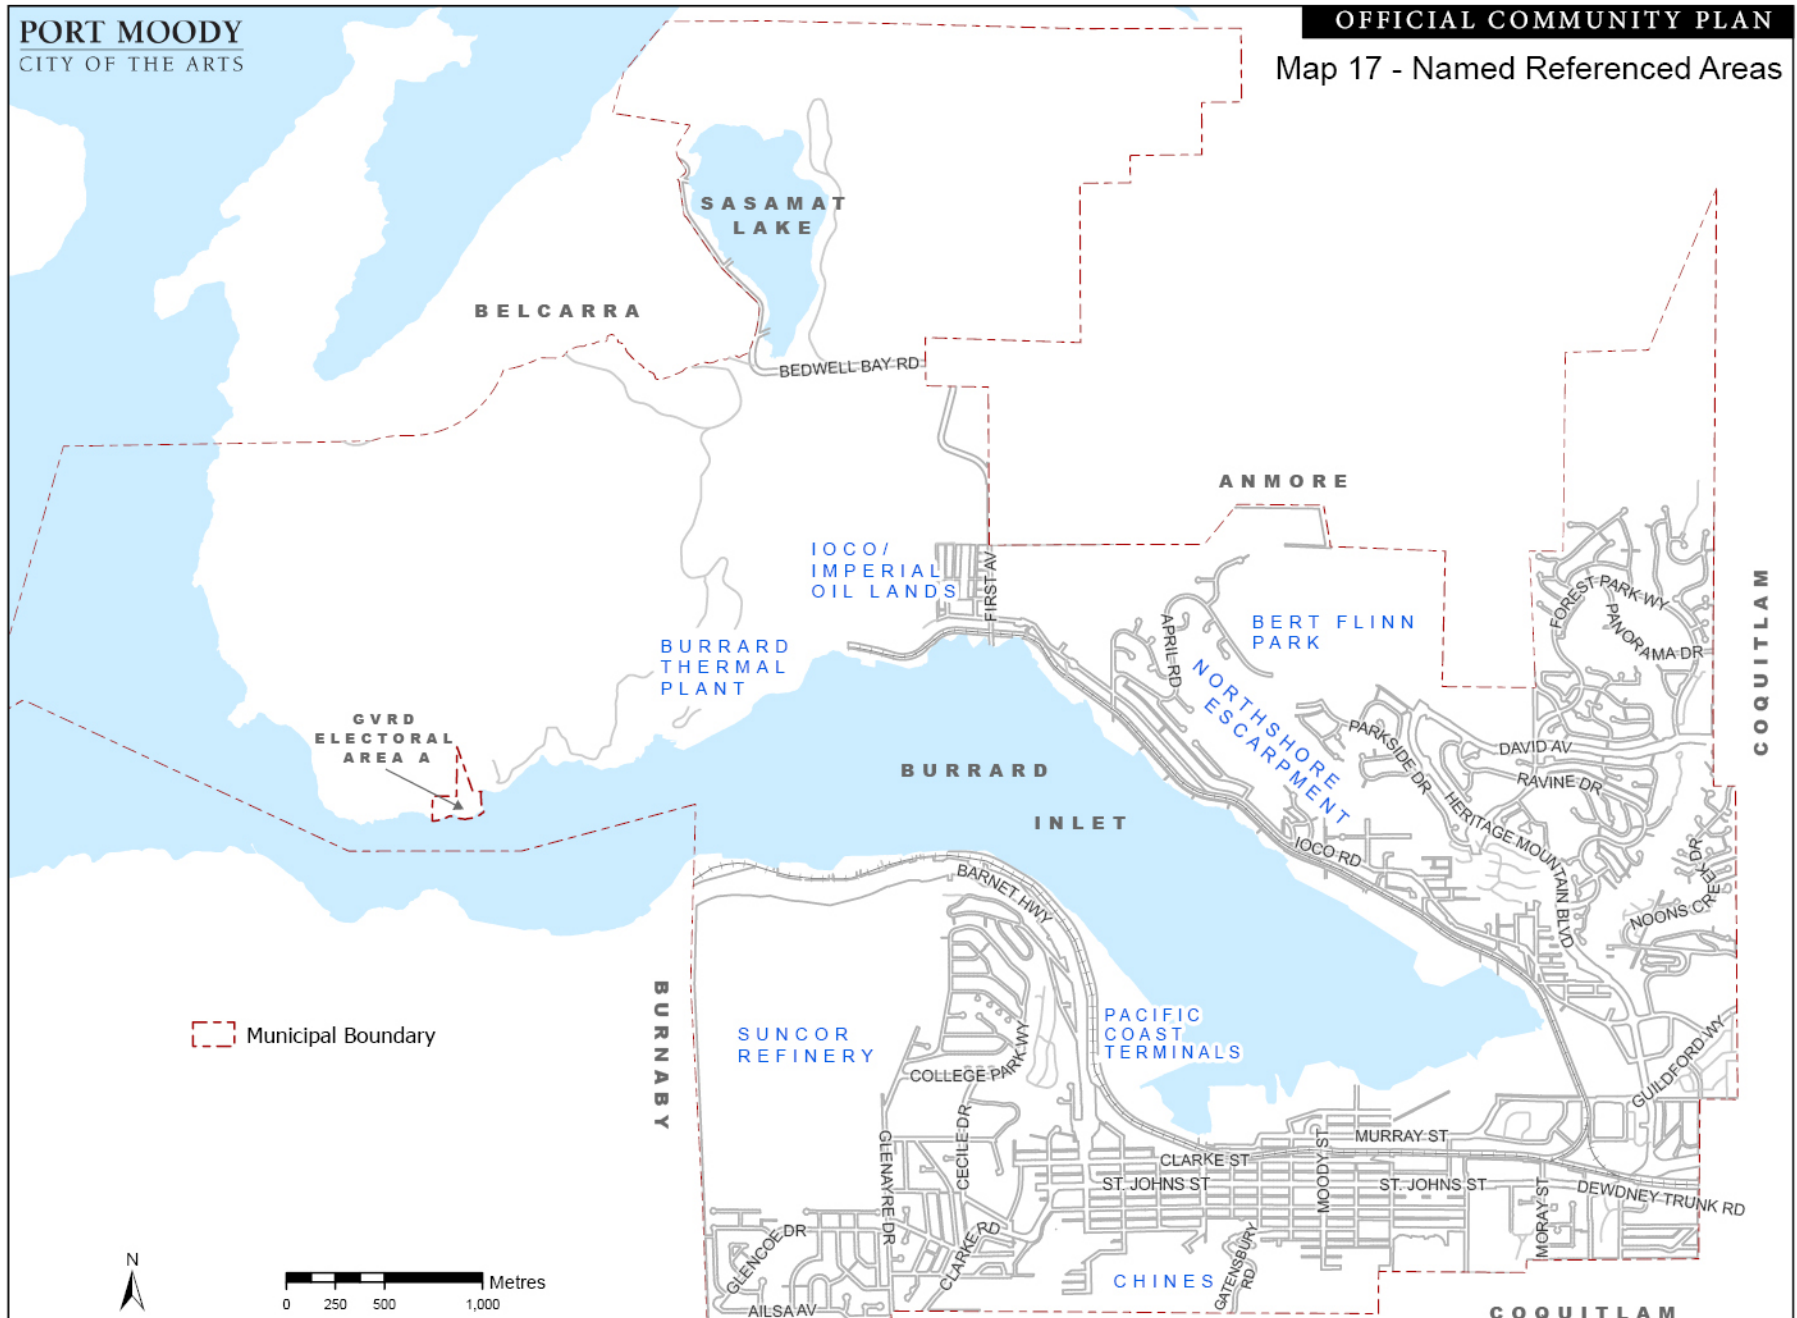 PORT MOODY
CITY OF THE ARTS
OFFICIAL COMMUNITY PLAN
Map 17 - Named Referenced Areas
SASAMAT
LAKE
BELCARRA
BEDWELL BAY RD
ANMORE
IOCO/
IMPERIAL
OIL LANDS
FIRST AV
BURRARD
THERMAL
PLANT
APRIL RD
BERT FLINN
PARK
NORTHSHORE
ESCARPMENT
FOREST PARK WY
PANORAMA DR
COQUITLAM
GVRD
ELECTORAL
AREA A
BURRARD
INLET
PARKSIDE DR
DAVID AV
RAVINE DR
HERITAGE MOUNTAIN BLVD
IOCO RD
NOONS CREEK DR
BARNET HWY
BURNABY
SUNCOR
REFINERY
PACIFIC
COAST
TERMINALS
COLLEGE PARK WY
GUILDFORD WY
Municipal Boundary
GLENAYRE DR
CECILE DR
MURRAY ST
CLARKE ST
MOODY ST
ST. JOHNS ST
ST. JOHNS ST
MORAY ST
DEWDNEY TRUNK RD
GLENCOE DR
CLARKE RD
GATENSBURY
RD
CHINES
AILSA AV
COQUITLAM
N
Metres
0 250 500 1,000